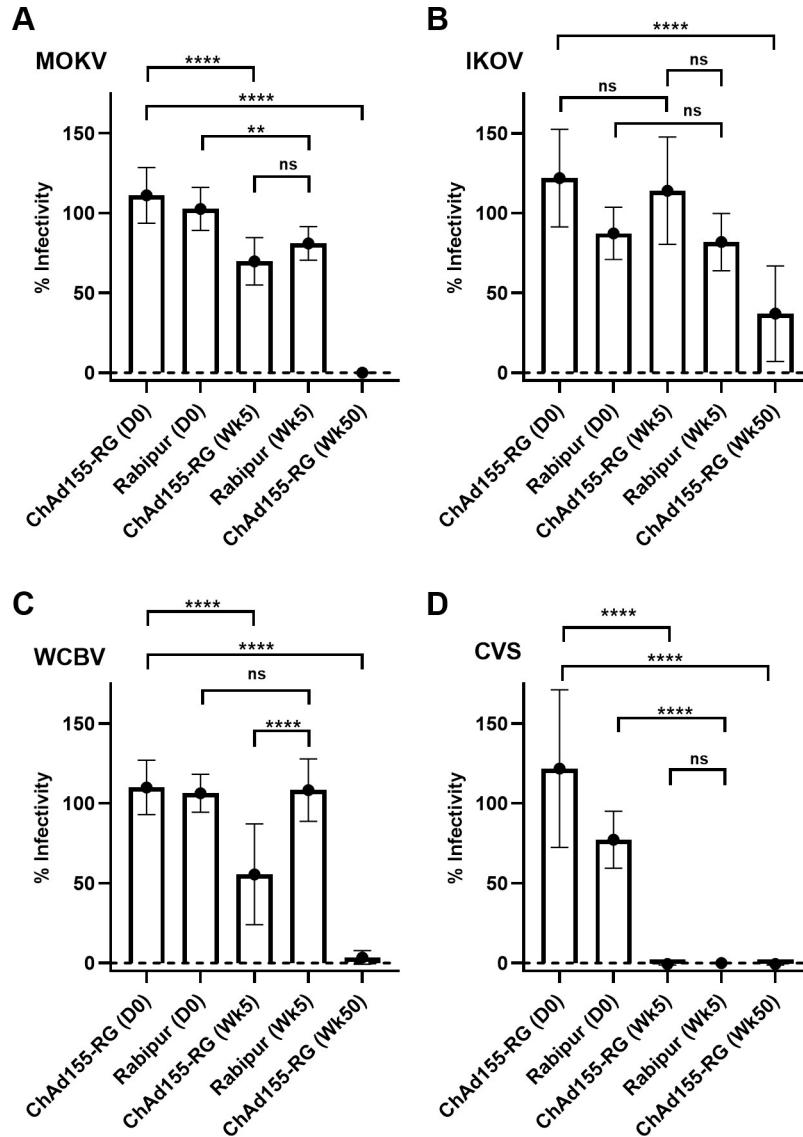 A
MOKV
****
****
**
ns
% Infectivity
150
100
50
0
ChAd155-RG (D0)
Rabipur (D0)
ChAd155-RG (Wk5)
Rabipur (Wk5)
ChAd155-RG (Wk50)
B
IKOV
****
ns
ns
ns
% Infectivity
150
100
50
0
ChAd155-RG (D0)
Rabipur (D0)
ChAd155-RG (Wk5)
Rabipur (Wk5)
ChAd155-RG (Wk50)
C
WCBV
****
****
ns
****
% Infectivity
150
100
50
0
ChAd155-RG (D0)
Rabipur (D0)
ChAd155-RG (Wk5)
Rabipur (Wk5)
ChAd155-RG (Wk50)
D
CVS
****
****
****
ns
% Infectivity
150
100
50
0
ChAd155-RG (D0)
Rabipur (D0)
ChAd155-RG (Wk5)
Rabipur (Wk5)
ChAd155-RG (Wk50)